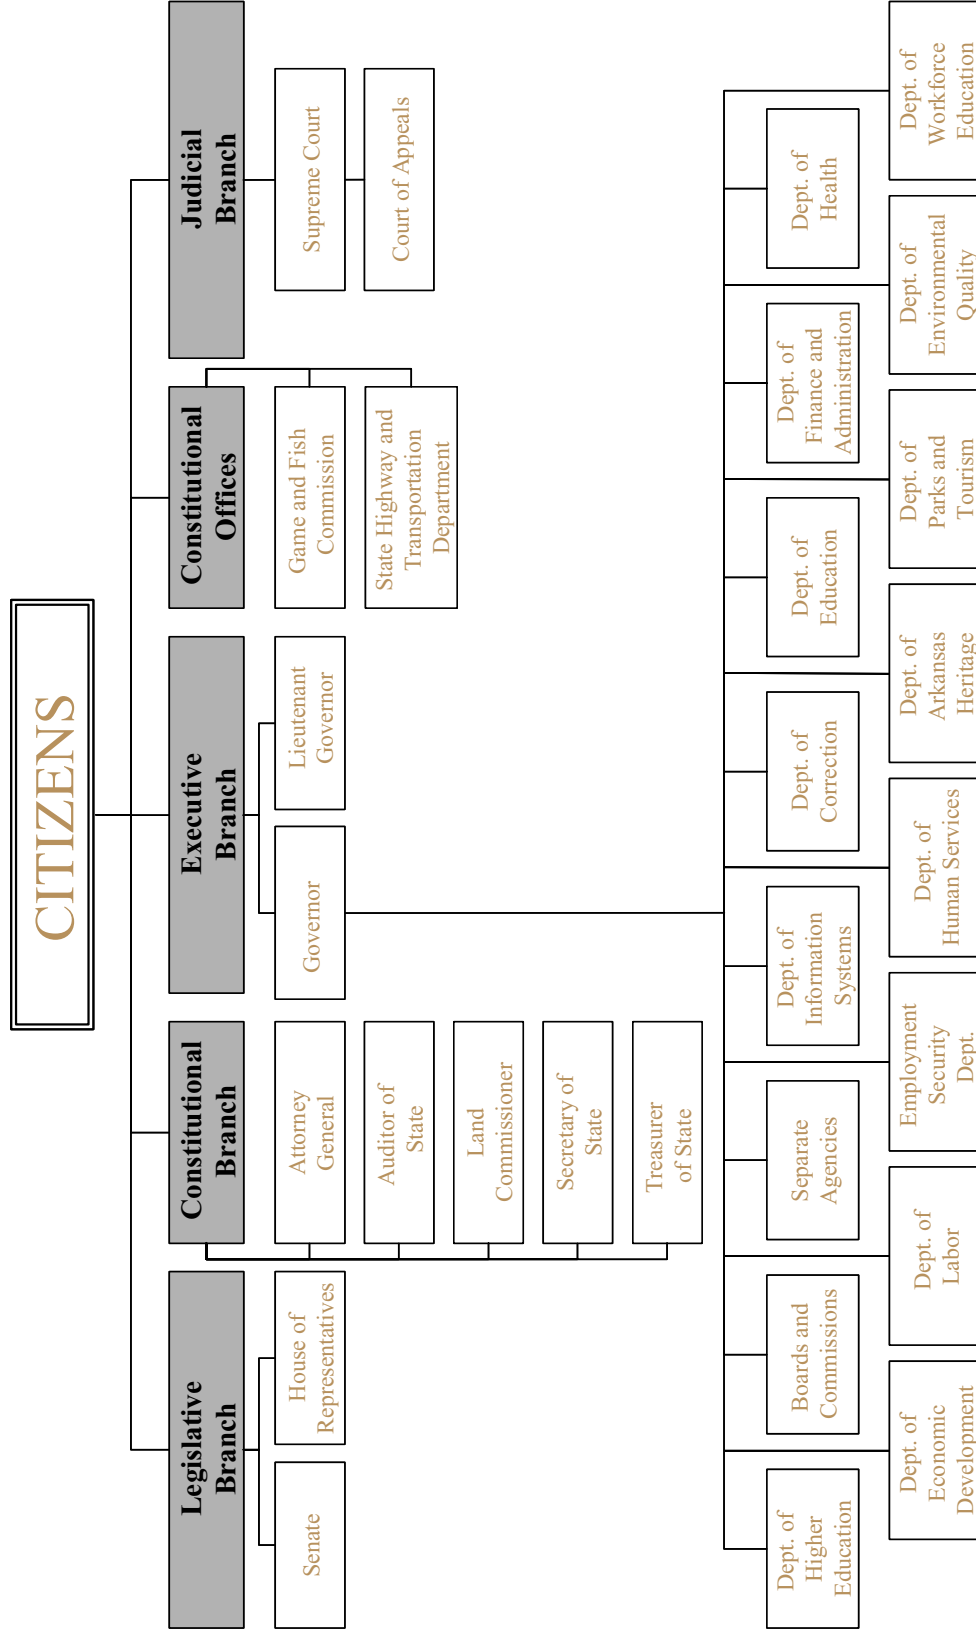 CITIZENS
Legislative
Branch
Constitutional
Branch
Executive
Branch
Constitutional
Offices
Judicial
Branch
Senate
House of
Representatives
Attorney
General
Auditor of
State
Land
Commissioner
Secretary of
State
Treasurer
of State
Governor
Lieutenant
Governor
Game and Fish
Commission
State Highway and
Transportation
Department
Supreme Court
Court of Appeals
Dept. of
Higher
Education
Boards and
Commissions
Separate
Agencies
Dept. of
Information
Systems
Dept. of
Correction
Dept. of
Education
Dept. of
Finance and
Administration
Dept. of
Health
Dept. of
Economic
Development
Dept. of
Labor
Employment
Security
Dept.
Dept. of
Human Services
Dept. of
Arkansas
Heritage
Dept. of
Parks and
Tourism
Dept. of
Environmental
Quality
Dept. of
Workforce
Education